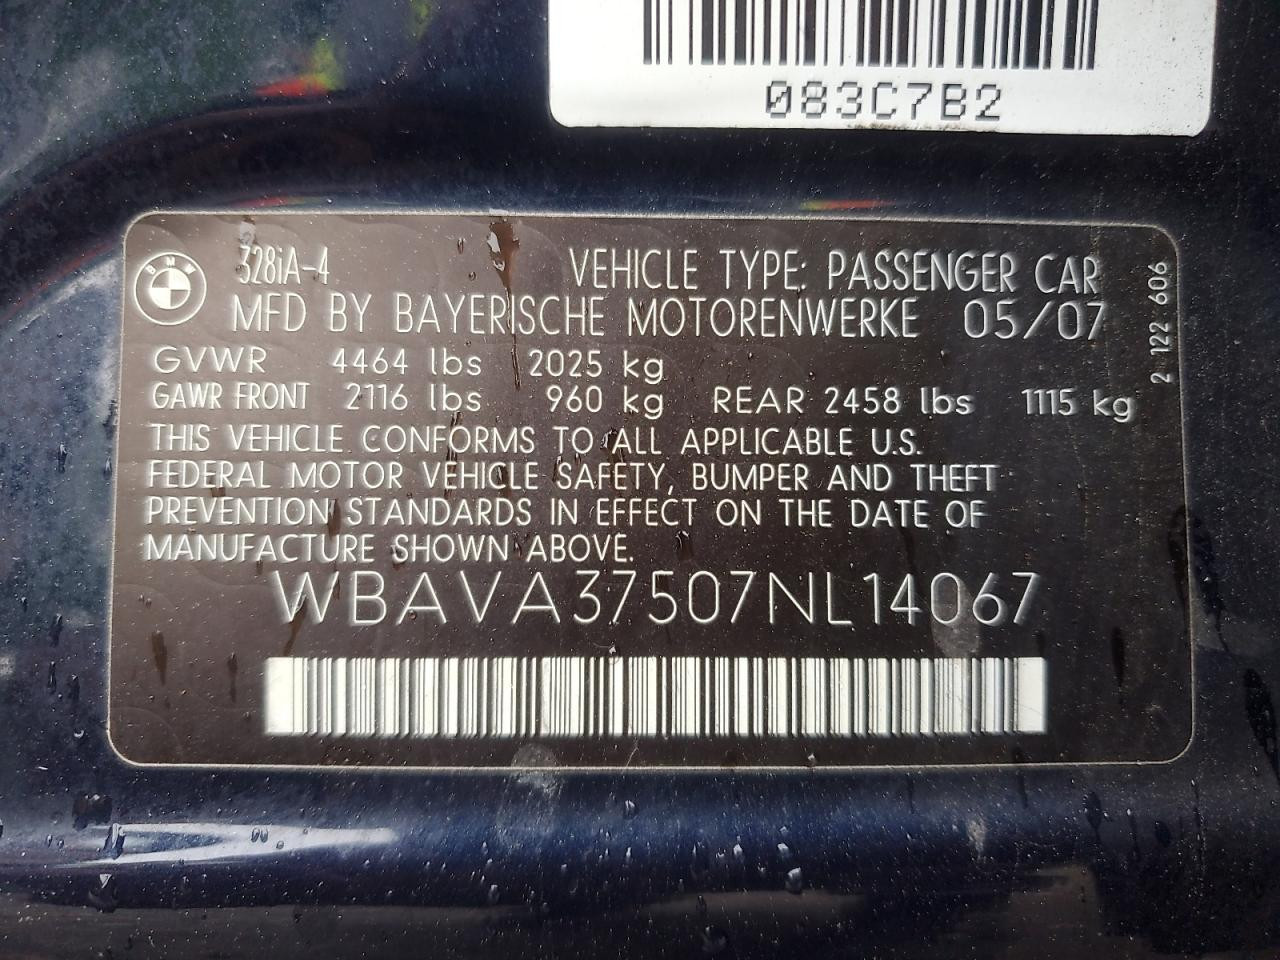 083C7B2
BMW
328iA-4 VEHICLE TYPE: PASSENGER CAR
MFD BY BAYERISCHE MOTORENWERKE 05/07
GVWR 4464 lbs 2025 kg
GAWR FRONT 2116 lbs 960 kg REAR 2458 lbs 1115 kg
THIS VEHICLE CONFORMS TO ALL APPLICABLE U.S.
FEDERAL MOTOR VEHICLE SAFETY, BUMPER AND THEFT
PREVENTION STANDARDS IN EFFECT ON THE DATE OF
MANUFACTURE SHOWN ABOVE.
WBAVA37507NL14067
2 122 606